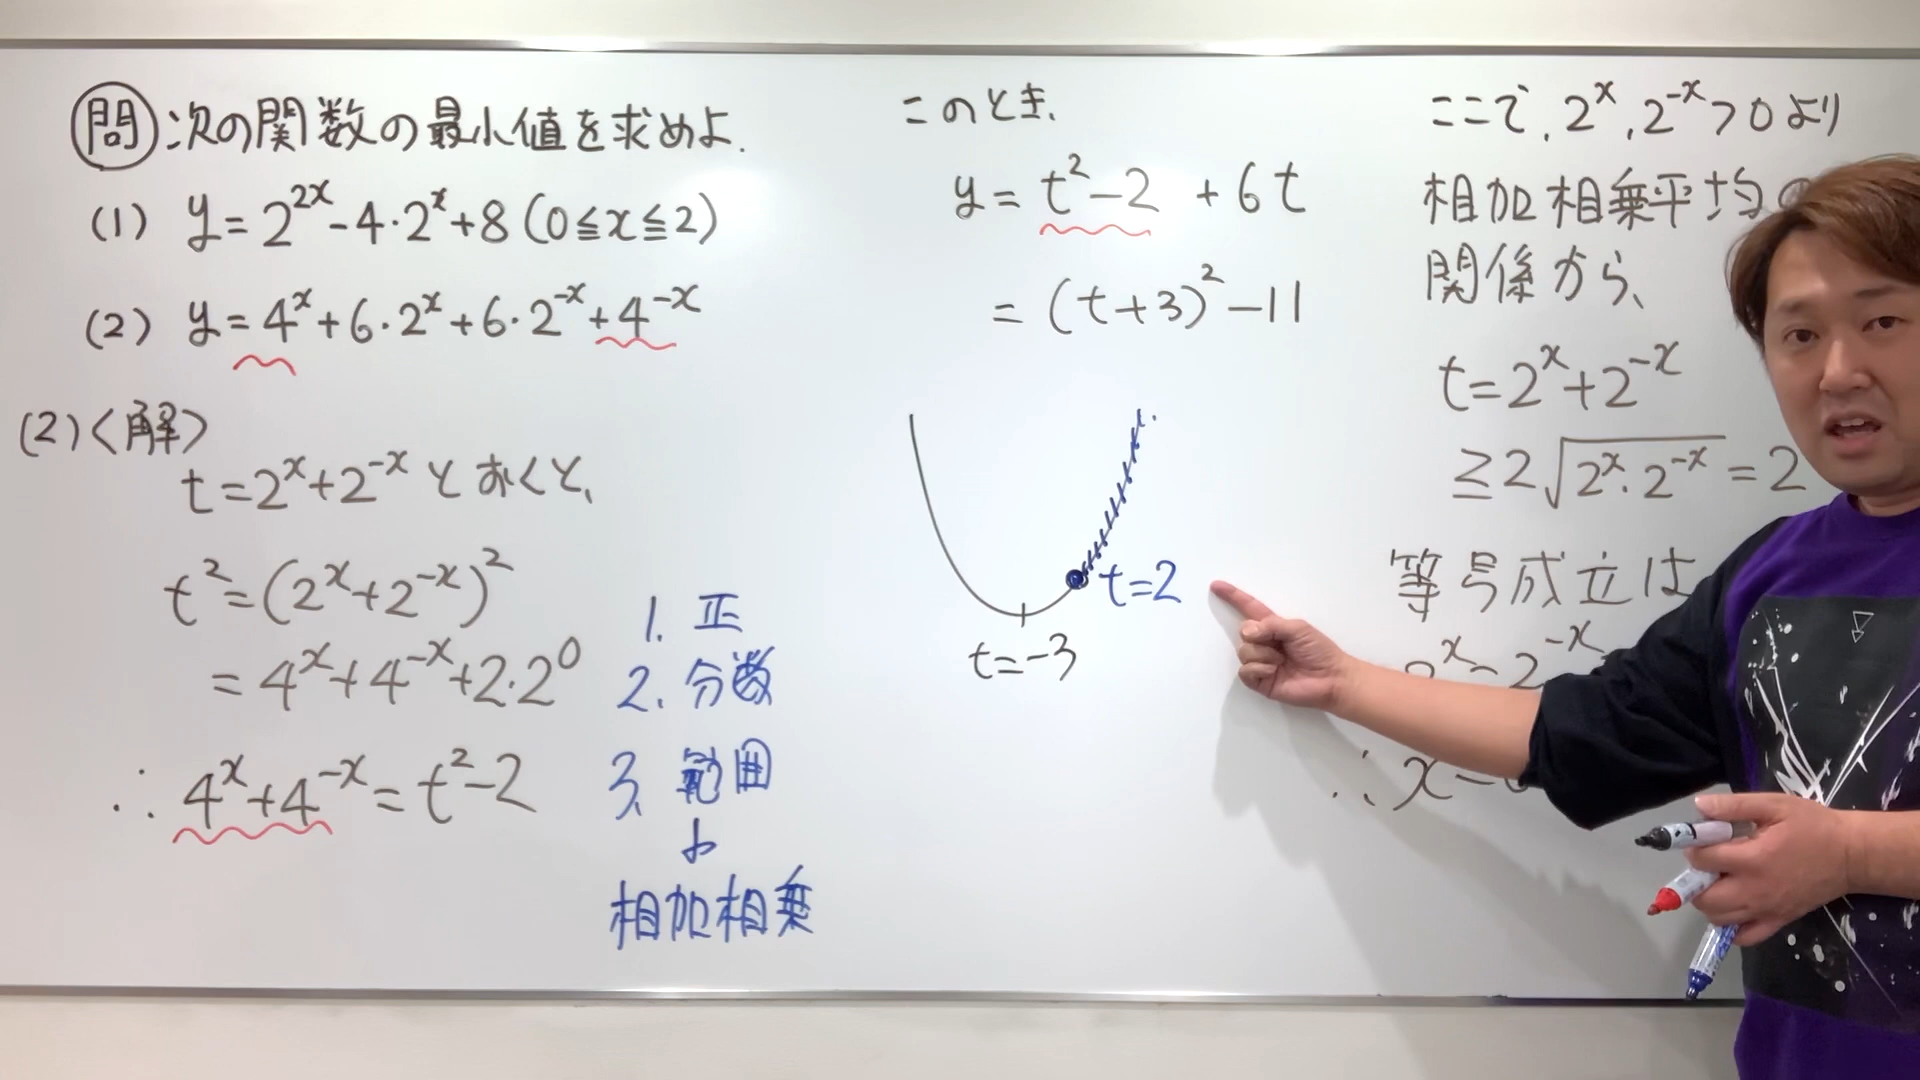 問 次の関数の最小値を求めよ.
(1) y=2^{2x}-4・2^x+8 (0≦x≦2)
(2) y=4^x+6・2^x+6・2^{-x}+4^{-x}
(2)<解>
t=2^x+2^{-x} とおくと、
t^2=(2^x+2^{-x})^2
=4^x+4^{-x}+2・2^0
∴ 4^x+4^{-x}=t^2-2
1. 正
2. 分数
3. 範囲
相加相乗
このとき、
y=t^2-2 +6t
=(t+3)^2-11
t=2
t=-3
ここで、2^x, 2^{-x}>0より
相加相乗平均の
関係から、
t=2^x+2^{-x}
≧2√2^x・2^{-x}=2
等号成立は
2^x=2^{-x}
∴x=